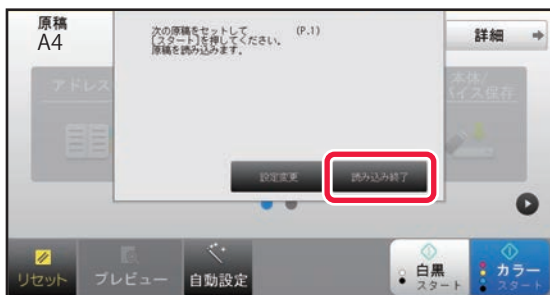 原稿
A4
次の原稿をセットして (P.1)
[スタート]を押してください。
原稿を読み込みます。
詳細
アドレス
本体/
バイス保存
設定変更
読み込み終了
リセット
プレビュー
自動設定
白黒
スタート
カラー
スタート